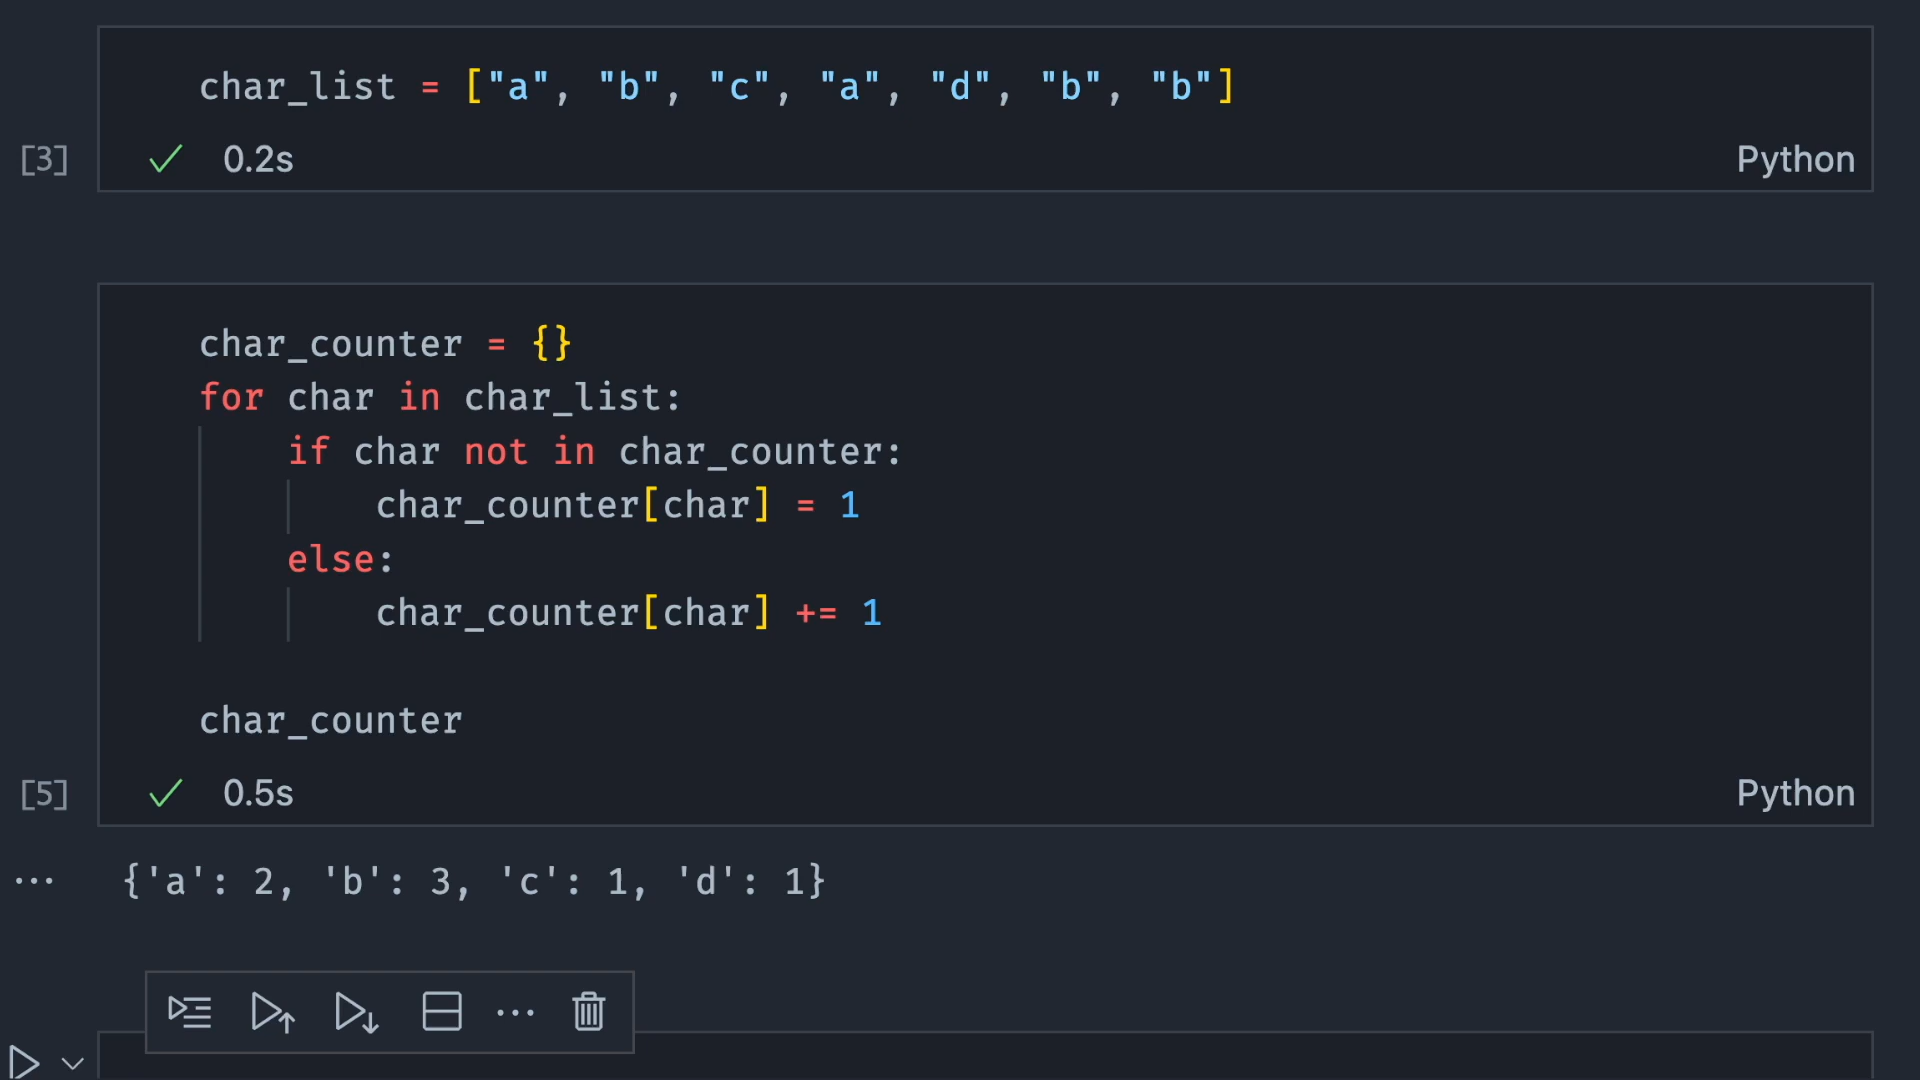 char_list = ["a", "b", "c", "a", "d", "b", "b"]
[3] 0.2s Python
char_counter = {}
for char in char_list:
    if char not in char_counter:
        char_counter[char] = 1
    else:
        char_counter[char] += 1
char_counter
[5] 0.5s Python
... {'a': 2, 'b': 3, 'c': 1, 'd': 1}